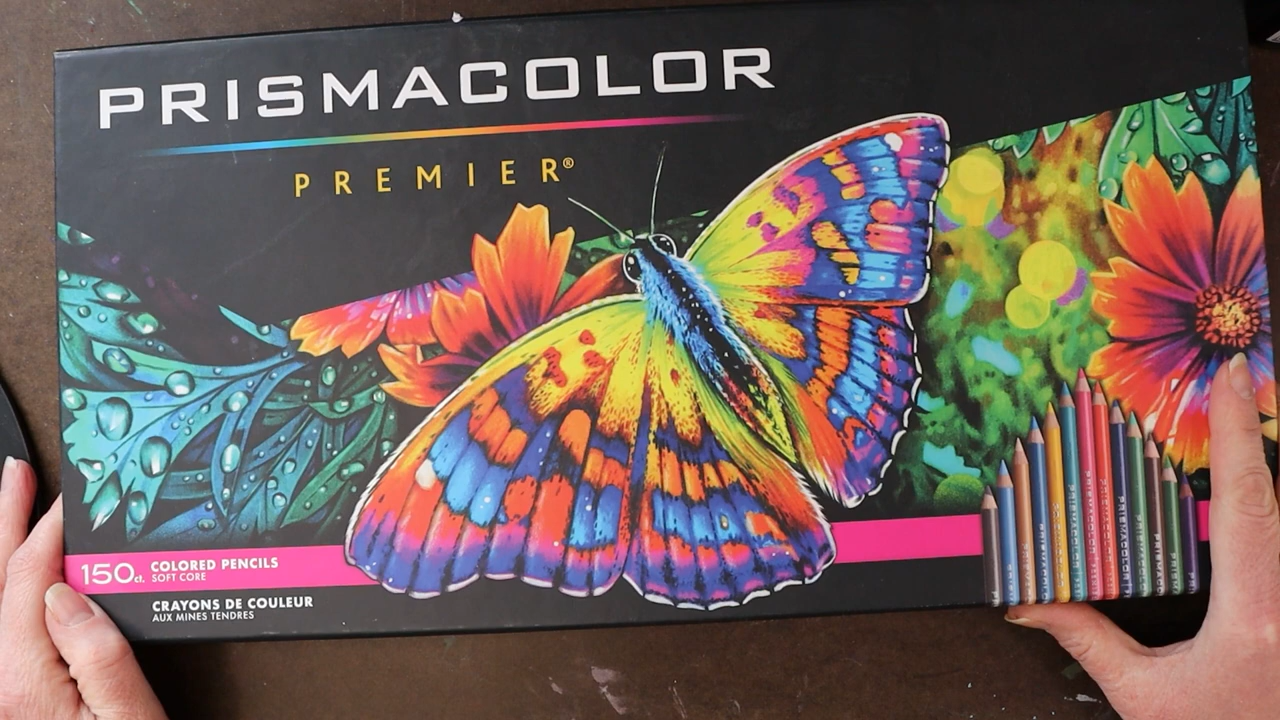 PRISMACOLOR
PREMIER®
150ct. COLORED PENCILS
SOFT CORE
CRAYONS DE COULEUR
AUX MINES TENDRES